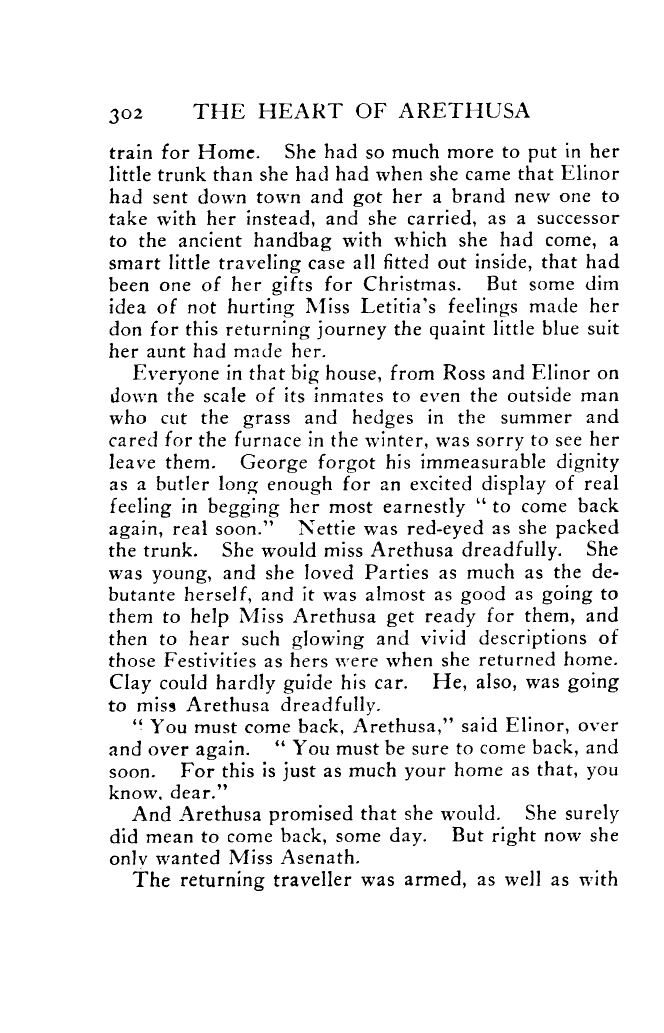 302 THE HEART OF ARETHUSA
train for Home. She had so much more to put in her
little trunk than she had had when she came that Elinor
had sent down town and got her a brand new one to
take with her instead, and she carried, as a successor
to the ancient handbag with which she had come, a
smart little traveling case all fitted out inside, that had
been one of her gifts for Christmas. But some dim
idea of not hurting Miss Letitia's feelings made her
don for this returning journey the quaint little blue suit
her aunt had made her.
Everyone in that big house, from Ross and Elinor on
down the scale of its inmates to even the outside man
who cut the grass and hedges in the summer and
cared for the furnace in the winter, was sorry to see her
leave them. George forgot his immeasurable dignity
as a butler long enough for an excited display of real
feeling in begging her most earnestly " to come back
again, real soon." Nettie was red-eyed as she packed
the trunk. She would miss Arethusa dreadfully. She
was young, and she loved Parties as much as the de-
butante herself, and it was almost as good as going to
them to help Miss Arethusa get ready for them, and
then to hear such glowing and vivid descriptions of
those Festivities as hers were when she returned home.
Clay could hardly guide his car. He, also, was going
to miss Arethusa dreadfully.
" You must come back, Arethusa," said Elinor, over
and over again. " You must be sure to come back, and
soon. For this is just as much your home as that, you
know, dear."
And Arethusa promised that she would. She surely
did mean to come back, some day. But right now she
only wanted Miss Asenath.
The returning traveller was armed, as well as with